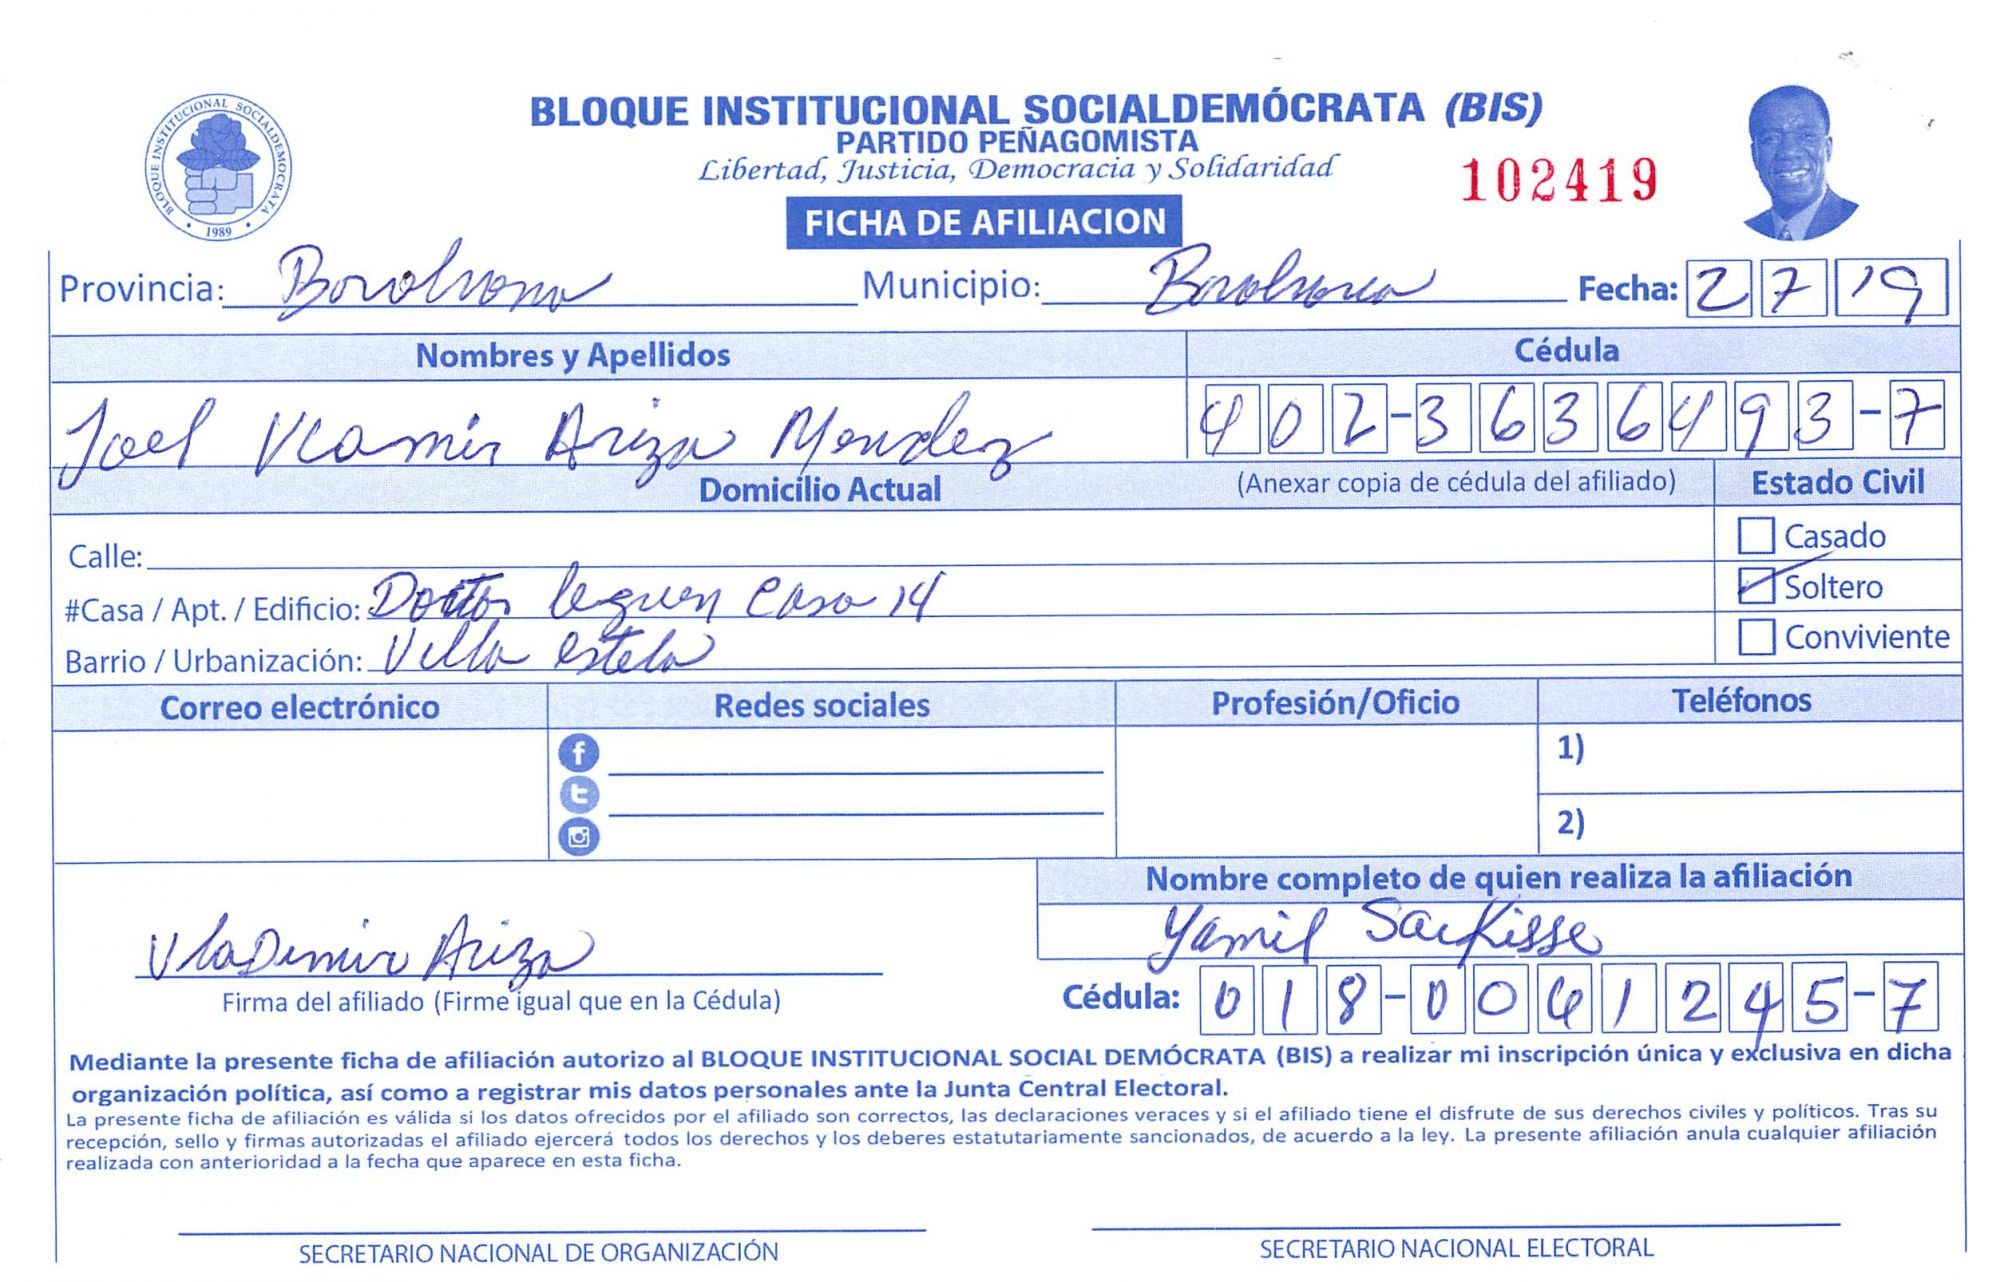 BLOQUE INSTITUCIONAL SOCIALDEMOCRATA
1989
BLOQUE INSTITUCIONAL SOCIALDEMÓCRATA (BIS)
PARTIDO PEÑAGOMISTA
Libertad, Justicia, Democracia y Solidaridad
102419
FICHA DE AFILIACION
Provincia: Barahona Municipio: Barahona Fecha: 2 7 19
Nombres y Apellidos Cédula
Joel Vlamir Ariza Mendez 402-3636493-7
Domicilio Actual (Anexar copia de cédula del afiliado) Estado Civil
Calle: Casado
#Casa / Apt. / Edificio: Doctor Casa 14 Soltero
Barrio / Urbanización: Villa estela Conviviente
Correo electrónico Redes sociales Profesión/Oficio Teléfonos
1)
2)
Nombre completo de quien realiza la afiliación
Yamil Sarkisse
VlaDimir Ariza
Firma del afiliado (Firme igual que en la Cédula) Cédula: 018-0061245-7
Mediante la presente ficha de afiliación autorizo al BLOQUE INSTITUCIONAL SOCIAL DEMÓCRATA (BIS) a realizar mi inscripción única y exclusiva en dicha
organización política, así como a registrar mis datos personales ante la Junta Central Electoral.
La presente ficha de afiliación es válida si los datos ofrecidos por el afiliado son correctos, las declaraciones veraces y si el afiliado tiene el disfrute de sus derechos civiles y políticos. Tras su
recepción, sello y firmas autorizadas el afiliado ejercerá todos los derechos y los deberes estatutariamente sancionados, de acuerdo a la ley. La presente afiliación anula cualquier afiliación
realizada con anterioridad a la fecha que aparece en esta ficha.
SECRETARIO NACIONAL DE ORGANIZACIÓN SECRETARIO NACIONAL ELECTORAL